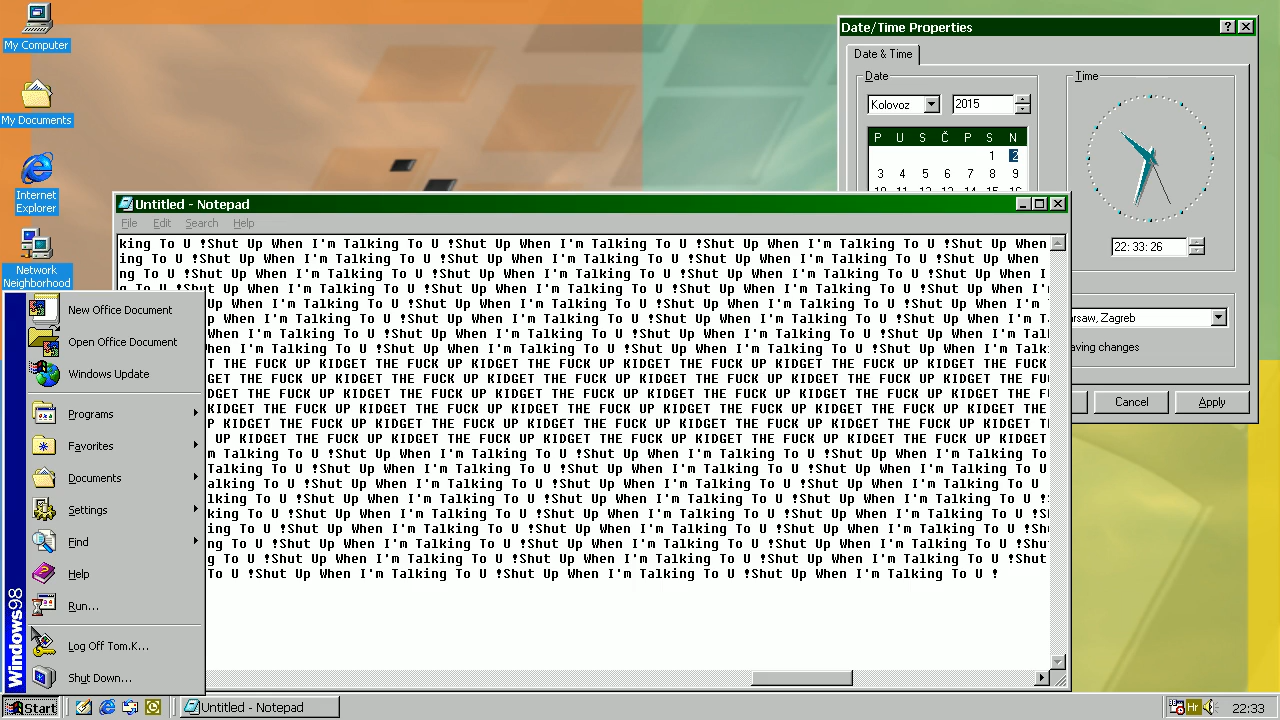 My Computer
My Documents
Internet
Explorer
Network
Neighborhood
Date/Time Properties
Date & Time
Date
Kolovoz
2015
P U S Č P S N
1 2
3 4 5 6 7 8 9
Time
22: 33: 26
rsaw, Zagreb
aving changes
Cancel
Apply
Untitled - Notepad
File Edit Search Help
king To U !Shut Up When I'm Talking To U !Shut Up When I'm Talking To U !Shut Up When I'm Talking To U !Shut Up When
ing To U !Shut Up When I'm Talking To U !Shut Up When I'm Talking To U !Shut Up When I'm Talking To U !Shut Up When
ng To U !Shut Up When I'm Talking To U !Shut Up When I'm Talking To U !Shut Up When I'm Talking To U !Shut Up When I
g To U !Shut Up When I'm Talking To U !Shut Up When I'm Talking To U !Shut Up When I'm Talking To U !Shut Up When I'
Up When I'm Talking To U !Shut Up When I'm Talking To U !Shut Up When I'm Talking To U !Shut Up When I'm
p When I'm Talking To U !Shut Up When I'm Talking To U !Shut Up When I'm Talking To U !Shut Up When I'm T
When I'm Talking To U !Shut Up When I'm Talking To U !Shut Up When I'm Talking To U !Shut Up When I'm Ta
hen I'm Talking To U !Shut Up When I'm Talking To U !Shut Up When I'm Talking To U !Shut Up When I'm Talk
T THE FUCK UP KIDGET THE FUCK UP KIDGET THE FUCK UP KIDGET THE FUCK UP KIDGET THE FUCK UP KIDGET THE FUCK
GET THE FUCK UP KIDGET THE FUCK UP KIDGET THE FUCK UP KIDGET THE FUCK UP KIDGET THE FUCK UP KIDGET THE FU
GET THE FUCK UP KIDGET THE FUCK UP KIDGET THE FUCK UP KIDGET THE FUCK UP KIDGET THE FUCK UP KIDGET THE FU
KIDGET THE FUCK UP KIDGET THE FUCK UP KIDGET THE FUCK UP KIDGET THE FUCK UP KIDGET THE FUCK UP KIDGET THE
P KIDGET THE FUCK UP KIDGET THE FUCK UP KIDGET THE FUCK UP KIDGET THE FUCK UP KIDGET THE FUCK UP KIDGET T
UP KIDGET THE FUCK UP KIDGET THE FUCK UP KIDGET THE FUCK UP KIDGET THE FUCK UP KIDGET THE FUCK UP KIDGET
m Talking To U !Shut Up When I'm Talking To U !Shut Up When I'm Talking To U !Shut Up When I'm Talking To
Talking To U !Shut Up When I'm Talking To U !Shut Up When I'm Talking To U !Shut Up When I'm Talking To U
alking To U !Shut Up When I'm Talking To U !Shut Up When I'm Talking To U !Shut Up When I'm Talking To U
lking To U !Shut Up When I'm Talking To U !Shut Up When I'm Talking To U !Shut Up When I'm Talking To U !
king To U !Shut Up When I'm Talking To U !Shut Up When I'm Talking To U !Shut Up When I'm Talking To U !S
ing To U !Shut Up When I'm Talking To U !Shut Up When I'm Talking To U !Shut Up When I'm Talking To U !Sh
ng To U !Shut Up When I'm Talking To U !Shut Up When I'm Talking To U !Shut Up When I'm Talking To U !Shu
g To U !Shut Up When I'm Talking To U !Shut Up When I'm Talking To U !Shut Up When I'm Talking To U !Shut
To U !Shut Up When I'm Talking To U !Shut Up When I'm Talking To U !Shut Up When I'm Talking To U !
New Office Document
Open Office Document
Windows Update
Programs
Favorites
Documents
Settings
Find
Help
Run...
Log Off Tom.K...
Shut Down...
Windows98
Start
Untitled - Notepad
Hr
22:33